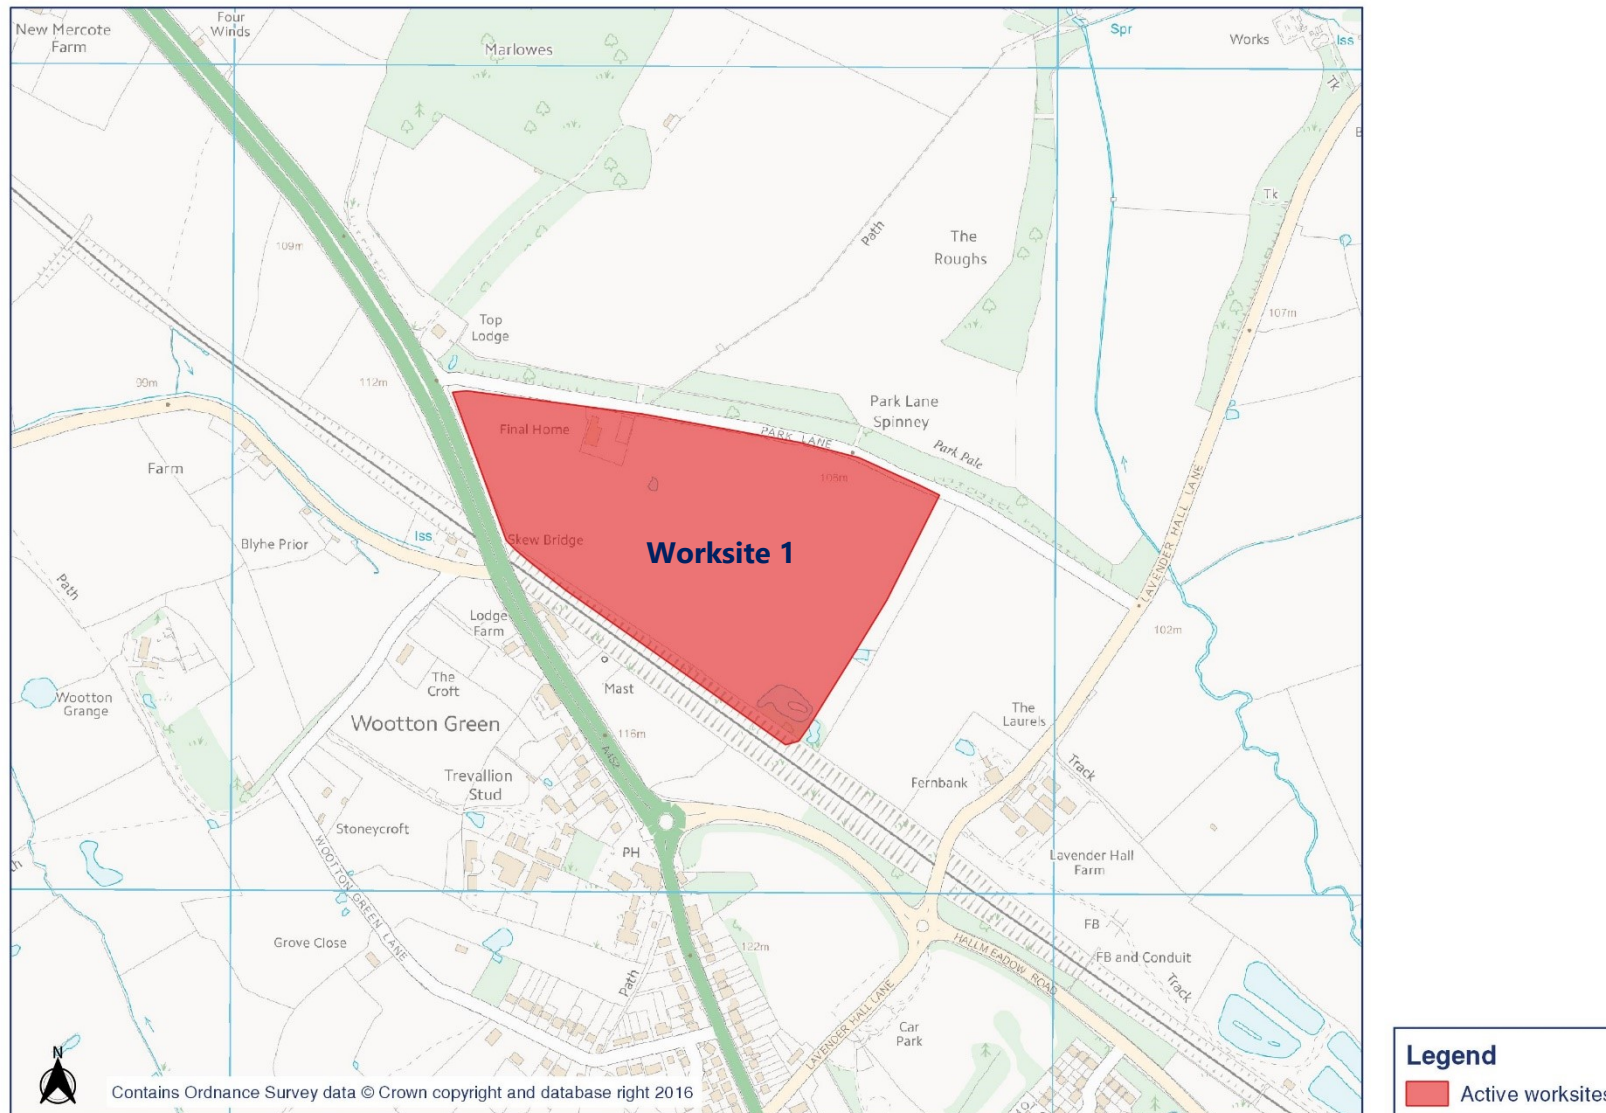 New Mercote
Farm
Four
Winds
Marlowes
Spr
Works
Iss
Tk
Tk
109m
Path
The
Roughs
107m
Top
Lodge
99m
112m
Park Lane
Spinney
Final Home
PARK LANE
Park Pale
108m
Farm
LAVENDER HALL LANE
Blyhe Prior
Iss
Skew Bridge
Worksite 1
Path
Lodge
Farm
102m
The
Croft
Mast
Wootton
Grange
Wootton Green
116m
A452
The
Laurels
Trevallion
Stud
Fernbank
Track
Stoneycroft
PH
Lavender Hall
Farm
WOOTTON GREEN LANE
Grove Close
122m
FB
HALLMEADOW ROAD
FB and Conduit
Path
Track
LAVENDER HALL LANE
Car
Park
N
Contains Ordnance Survey data © Crown copyright and database right 2016
Legend
Active worksites